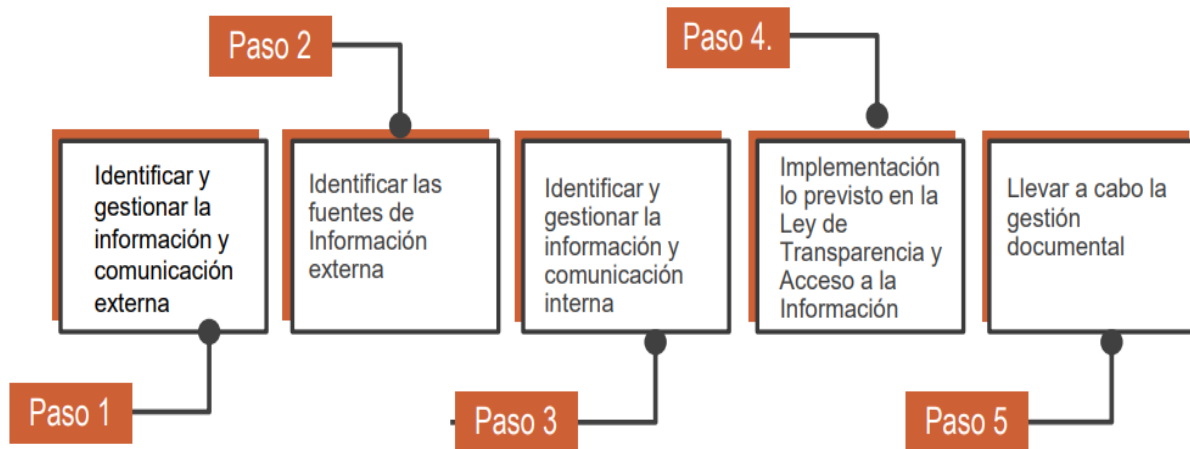 Paso 1
Identificar y
gestionar la
información y
comunicación
externa
Paso 2
Identificar las
fuentes de
Información
externa
Paso 3
Identificar y
gestionar la
información y
comunicación
interna
Paso 4.
Implementación
lo previsto en la
Ley de
Transparencia y
Acceso a la
Información
Paso 5
Llevar a cabo la
gestión
documental